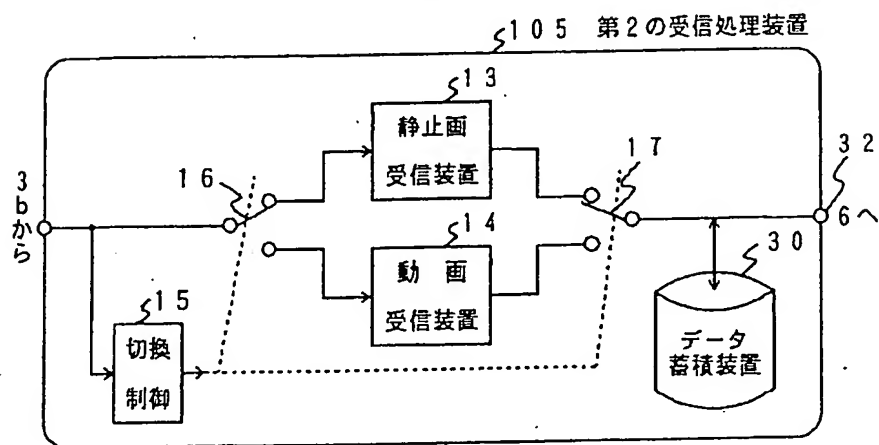 105 第2の受信処理装置
13
静止画
受信装置
16
17
32
3bから
6へ
14
動 画
受信装置
30
データ
蓄積装置
15
切換
制御